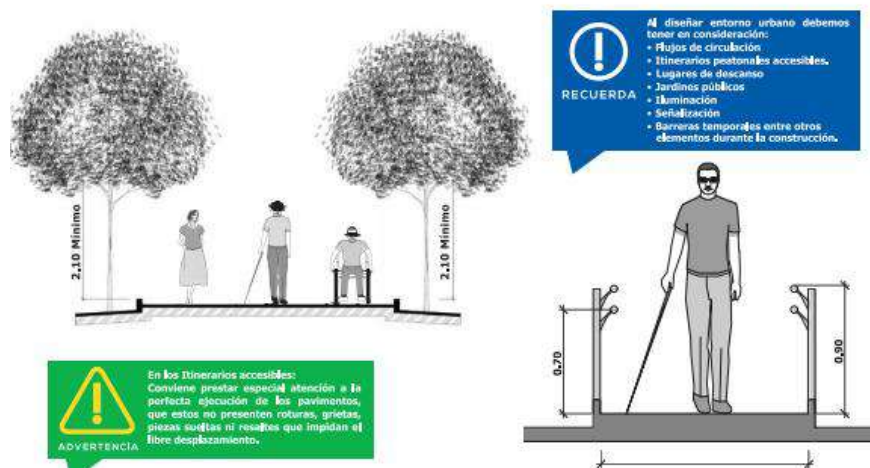 2,10 Mínimo
2,10 Mínimo
RECUERDA
Al diseñar entorno urbano debemos
tener en consideración:
• Flujos de circulación
• Itinerarios peatonales accesibles.
• Lugares de descanso
• Jardines públicos
• Iluminación
• Señalización
• Barreras temporales entre otros
elementos durante la construcción.
ADVERTENCÍA
En los Itinerarios accesibles:
Conviene prestar especial atención a la
perfecta ejecución de los pavimentos,
que estos no presenten roturas, grietas,
piezas sueltas ni resaltes que impidan el
libre desplazamiento.
0.70
0,90